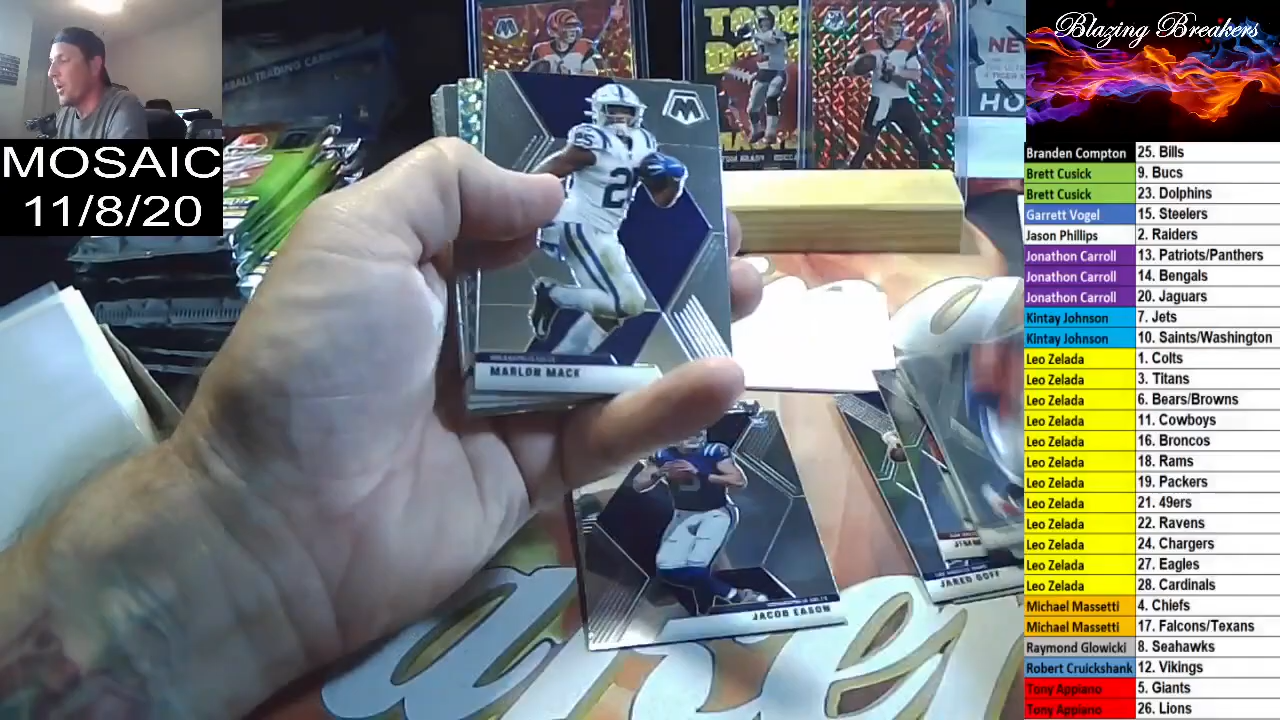 MOSAIC
11/8/20
Blazing Breakers
Branden Compton 25. Bills
Brett Cusick 9. Bucs
Brett Cusick 23. Dolphins
Garrett Vogel 15. Steelers
Jason Phillips 2. Raiders
Jonathon Carroll 13. Patriots/Panthers
Jonathon Carroll 14. Bengals
Jonathon Carroll 20. Jaguars
Kintay Johnson 7. Jets
Kintay Johnson 10. Saints/Washington
Leo Zelada 1. Colts
Leo Zelada 3. Titans
Leo Zelada 6. Bears/Browns
Leo Zelada 11. Cowboys
Leo Zelada 16. Broncos
Leo Zelada 18. Rams
Leo Zelada 19. Packers
Leo Zelada 21. 49ers
Leo Zelada 22. Ravens
Leo Zelada 24. Chargers
Leo Zelada 27. Eagles
Leo Zelada 28. Cardinals
Michael Massetti 4. Chiefs
Michael Massetti 17. Falcons/Texans
Raymond Glowicki 8. Seahawks
Robert Cruickshank 12. Vikings
Tony Appiano 5. Giants
Tony Appiano 26. Lions
TRADING CARDS
NE
HO
TOM BRADY
M
MARLON MACK
JACOB EASON
JARED GOFF